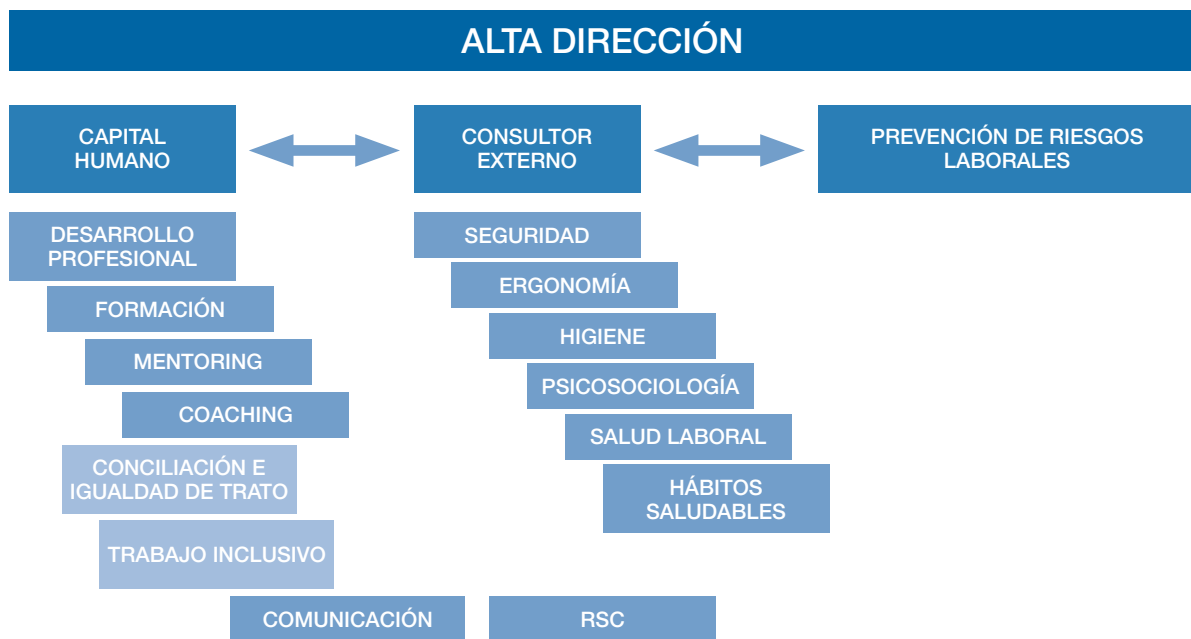 ALTA DIRECCIÓN
CAPITAL
HUMANO
CONSULTOR
EXTERNO
PREVENCIÓN DE RIESGOS
LABORALES
DESARROLLO
PROFESIONAL
FORMACIÓN
MENTORING
COACHING
CONCILIACIÓN E
IGUALDAD DE TRATO
TRABAJO INCLUSIVO
SEGURIDAD
ERGONOMÍA
HIGIENE
PSICOSOCIOLOGÍA
SALUD LABORAL
HÁBITOS
SALUDABLES
COMUNICACIÓN
RSC